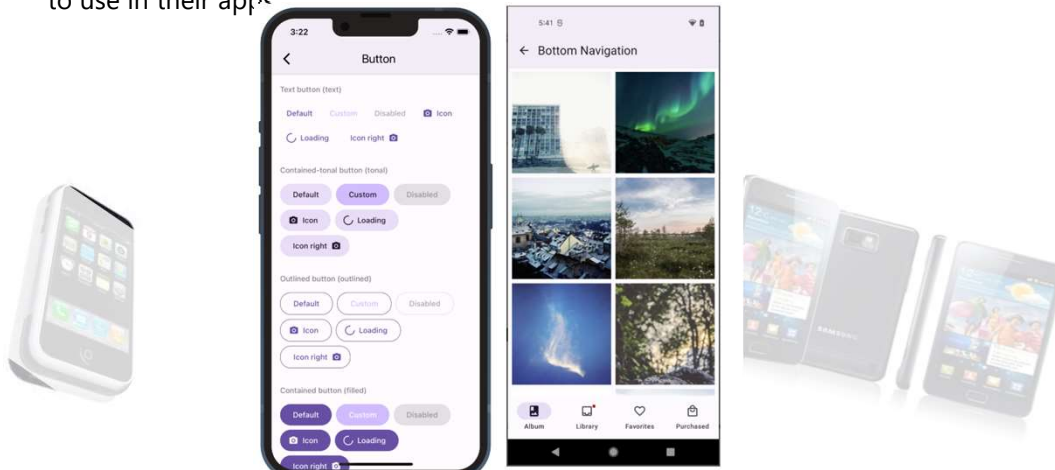 to use in their apps
3:22
Button
Text button (text)
Default Custom Disabled Icon
Loading Icon right
Contained-tonal button (tonal)
Default Custom Disabled
Icon Loading
Icon right
Outlined button (outlined)
Default Custom Disabled
Icon Loading
Icon right
Contained button (filled)
Default Custom Disabled
Icon Loading
Icon right
5:41
Bottom Navigation
Album Library Favorites Purchased
SAMSUNG